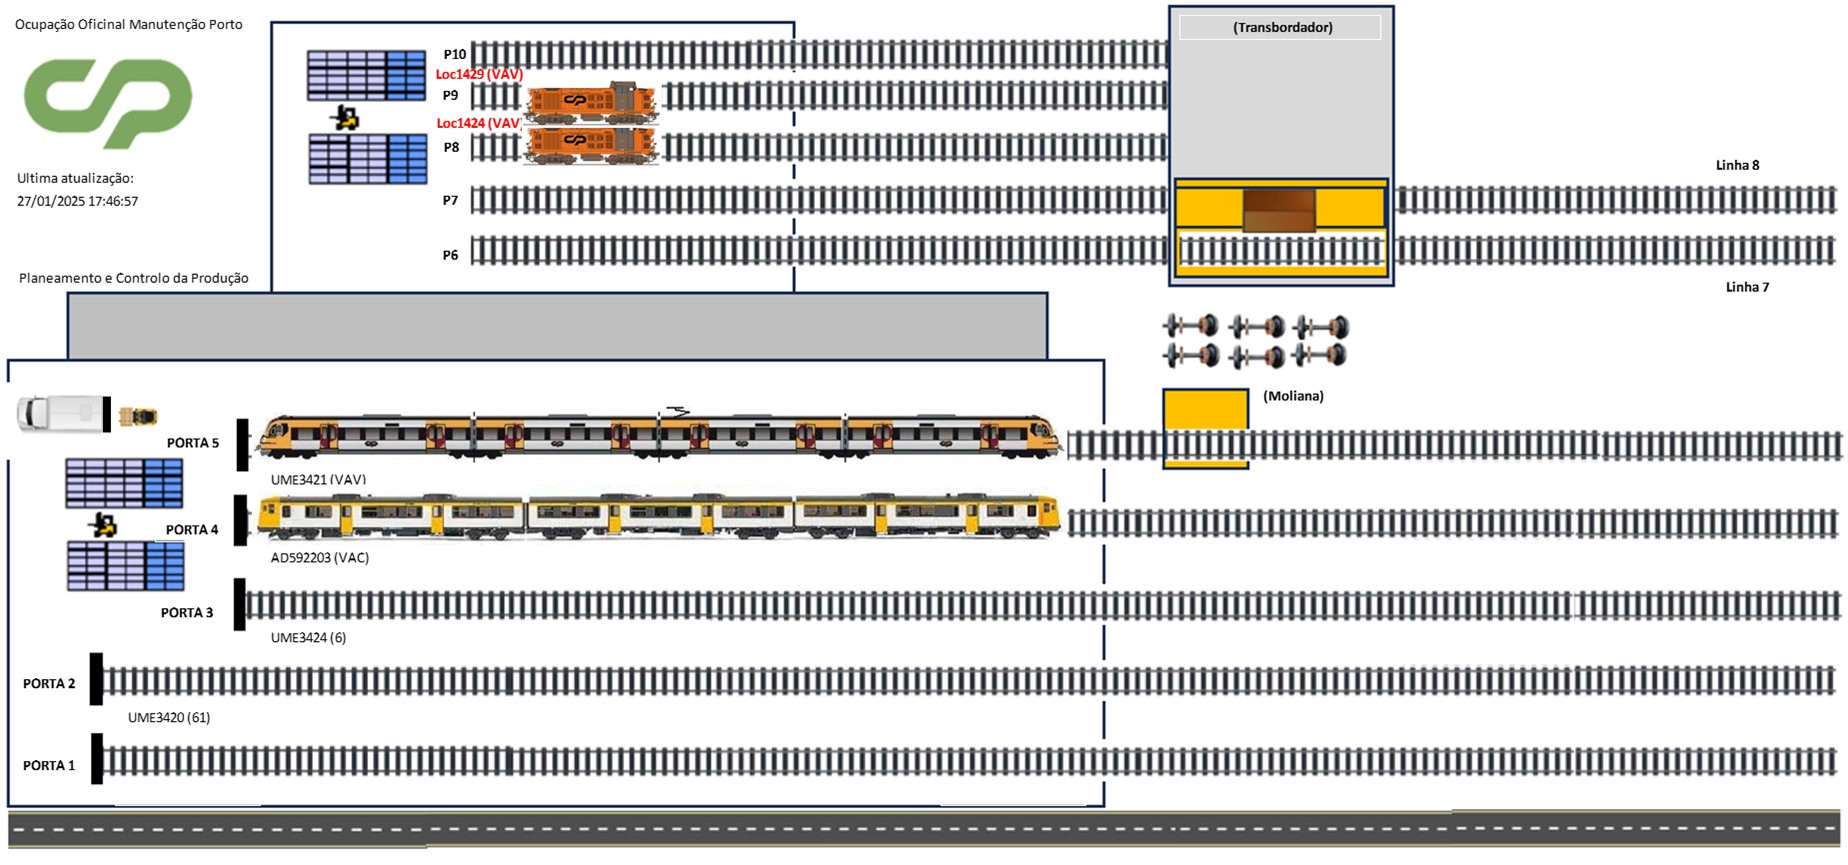 Ocupação Oficinal Manutenção Porto
Ultima atualização:
27/01/2025 17:46:57
Planeamento e Controlo da Produção
(Transbordador)
P10
Loc1429 (VAV)
P9
Loc1424 (VAV)
P8
P7
P6
Linha 8
Linha 7
(Moliana)
PORTA 5
UME3421 (VAV)
PORTA 4
AD592203 (VAC)
PORTA 3
UME3424 (6)
PORTA 2
UME3420 (61)
PORTA 1